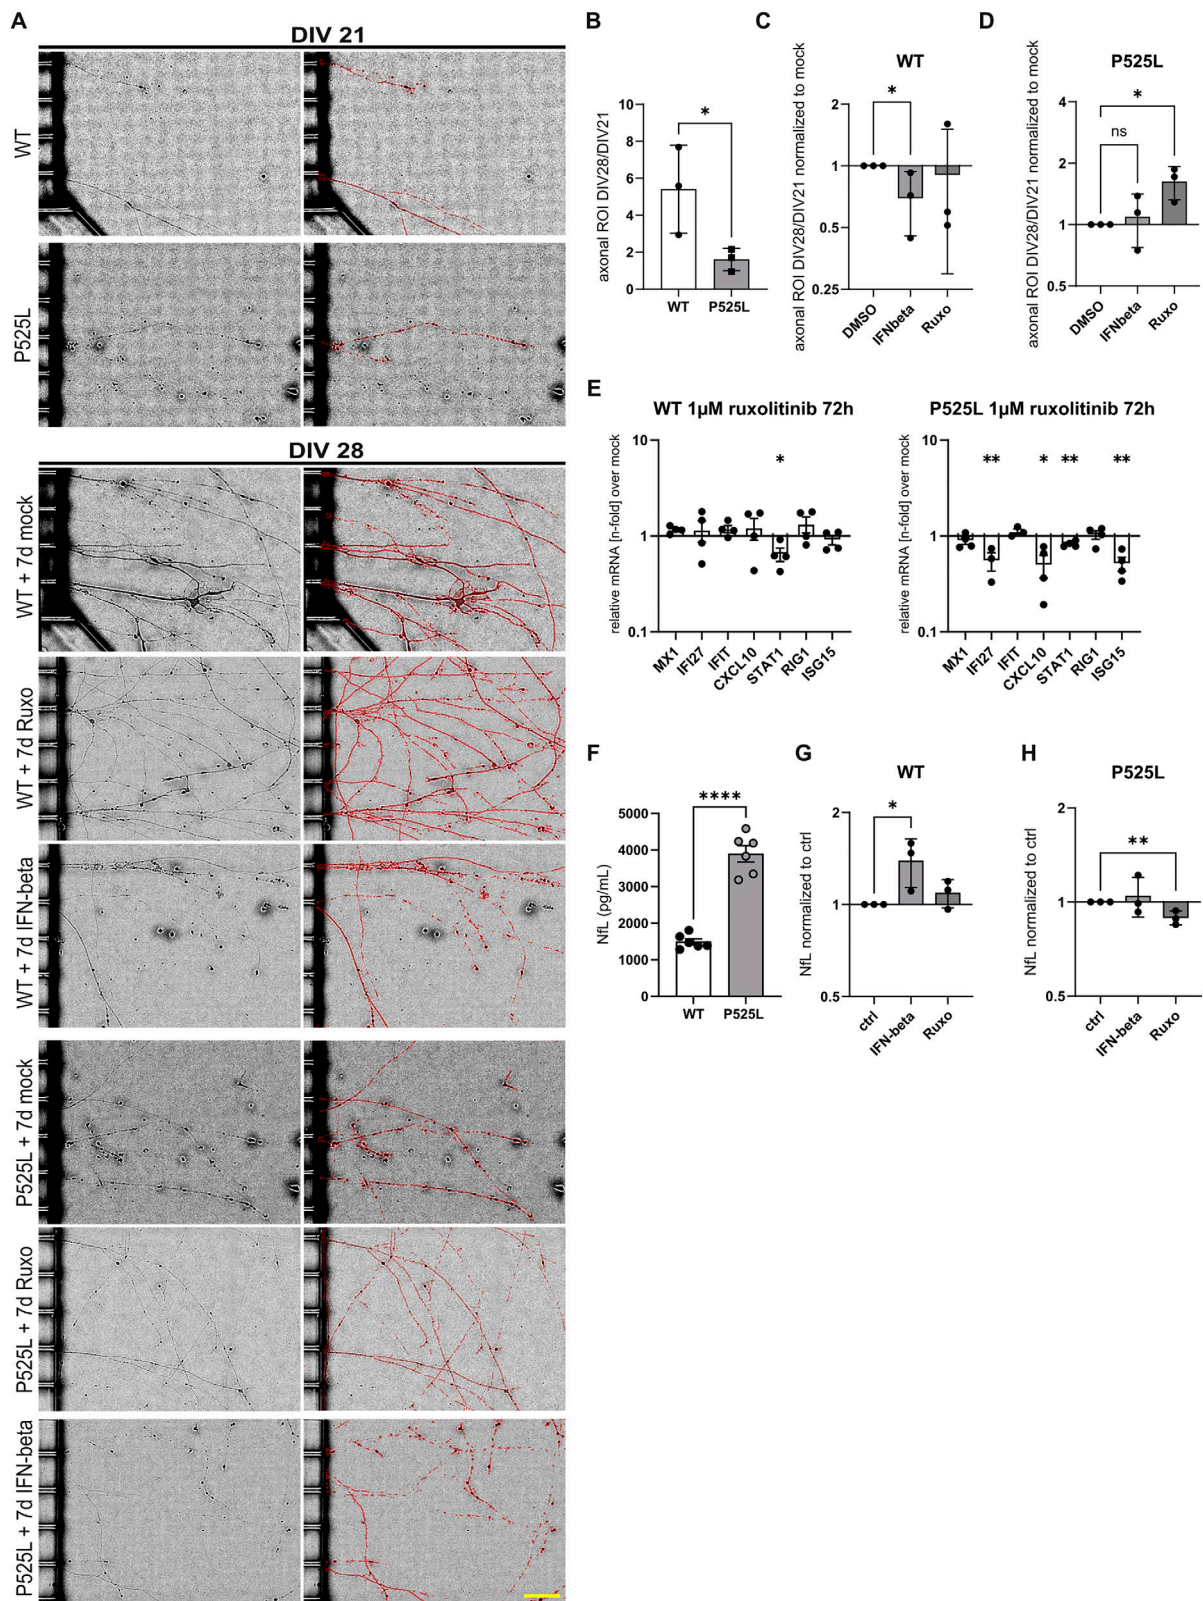 A
DIV 21
WT
P525L
DIV 28
WT + 7d mock
WT + 7d Ruxo
WT + 7d IFN-beta
P525L + 7d mock
P525L + 7d Ruxo
P525L + 7d IFN-beta
B
axonal ROI DIV28/DIV21
10
8
6
4
2
0
*
WT
P525L
C
WT
axonal ROI DIV28/DIV21 normalized to mock
2
1
0.5
0.25
*
DMSO
IFNbeta
Ruxo
D
P525L
axonal ROI DIV28/DIV21 normalized to mock
4
2
1
0.5
*
ns
DMSO
IFNbeta
Ruxo
E
WT 1µM ruxolitinib 72h
relative mRNA [n-fold] over mock
10
1
0.1
*
MX1
IFI27
IFIT
CXCL10
STAT1
RIG1
ISG15
P525L 1µM ruxolitinib 72h
relative mRNA [n-fold] over mock
10
1
0.1
** * ** **
MX1
IFI27
IFIT
CXCL10
STAT1
RIG1
ISG15
F
NfL (pg/mL)
5000
4000
3000
2000
1000
0
****
WT
P525L
G
WT
NfL normalized to ctrl
2
1
0.5
*
ctrl
IFN-beta
Ruxo
H
P525L
NfL normalized to ctrl
2
1
0.5
**
ctrl
IFN-beta
Ruxo